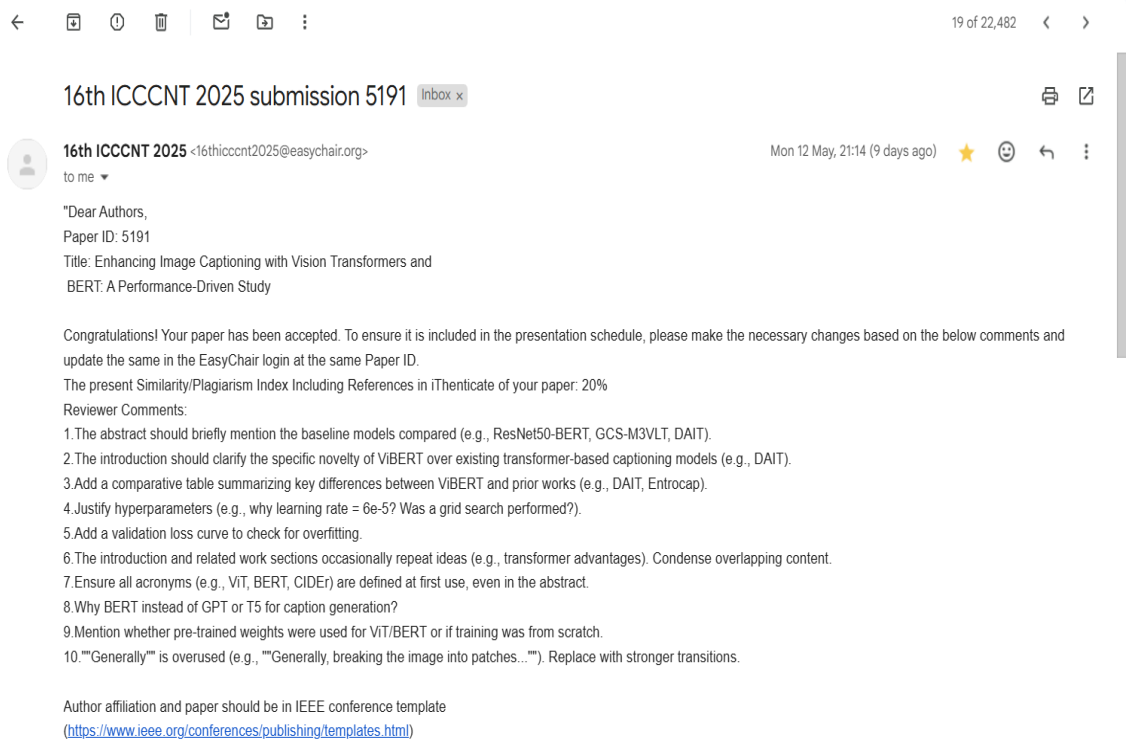 19 of 22,482
16th ICCCNT 2025 submission 5191 Inbox x
16th ICCCNT 2025 <16thicccnt2025@easychair.org> Mon 12 May, 21:14 (9 days ago)
to me
"Dear Authors,
Paper ID: 5191
Title: Enhancing Image Captioning with Vision Transformers and
BERT: A Performance-Driven Study
Congratulations! Your paper has been accepted. To ensure it is included in the presentation schedule, please make the necessary changes based on the below comments and
update the same in the EasyChair login at the same Paper ID.
The present Similarity/Plagiarism Index Including References in iThenticate of your paper: 20%
Reviewer Comments:
1.The abstract should briefly mention the baseline models compared (e.g., ResNet50-BERT, GCS-M3VLT, DAIT).
2.The introduction should clarify the specific novelty of ViBERT over existing transformer-based captioning models (e.g., DAIT).
3.Add a comparative table summarizing key differences between ViBERT and prior works (e.g., DAIT, Entrocap).
4.Justify hyperparameters (e.g., why learning rate = 6e-5? Was a grid search performed?).
5.Add a validation loss curve to check for overfitting.
6.The introduction and related work sections occasionally repeat ideas (e.g., transformer advantages). Condense overlapping content.
7.Ensure all acronyms (e.g., ViT, BERT, CIDEr) are defined at first use, even in the abstract.
8.Why BERT instead of GPT or T5 for caption generation?
9.Mention whether pre-trained weights were used for ViT/BERT or if training was from scratch.
10.""Generally"" is overused (e.g., ""Generally, breaking the image into patches...""). Replace with stronger transitions.
Author affiliation and paper should be in IEEE conference template
(https://www.ieee.org/conferences/publishing/templates.html)